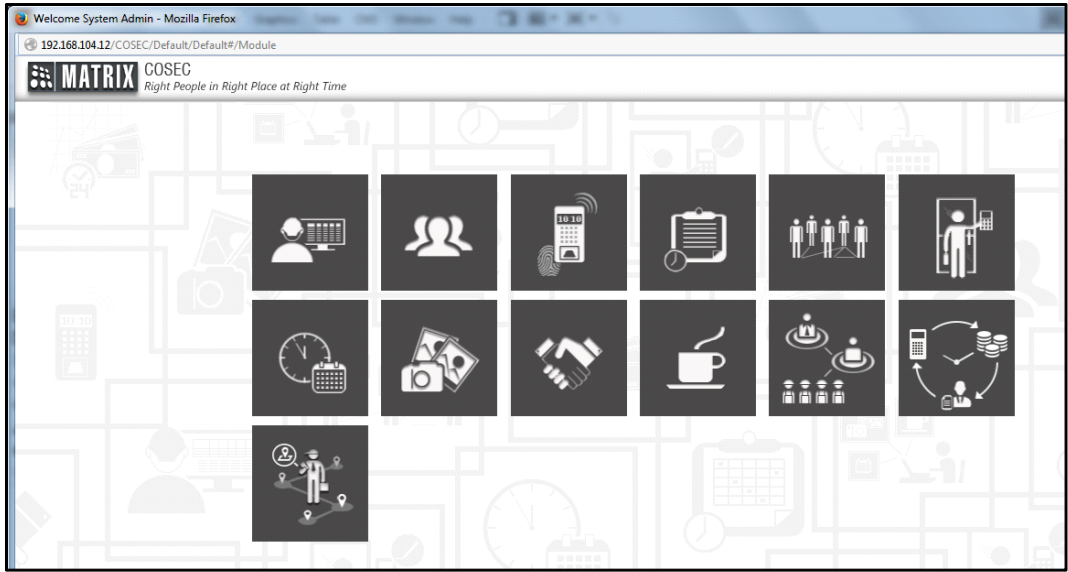 Welcome System Admin - Mozilla Firefox
192.168.104.12/COSEC/Default/Default#/Module
MATRIX COSEC
Right People in Right Place at Right Time
10 10
10:10
24